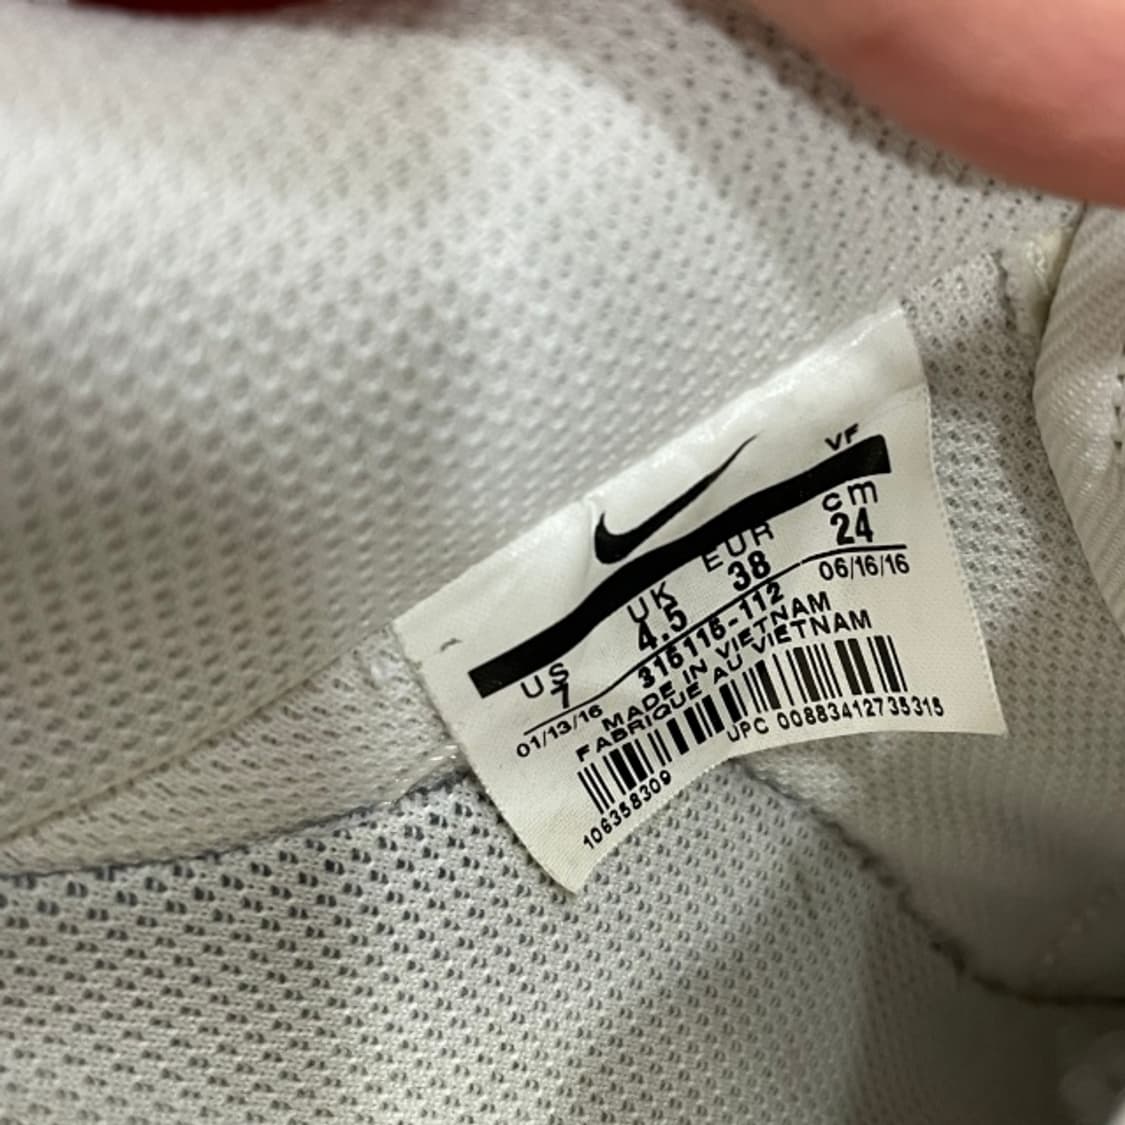 VF
US UK EUR cm
7 4.5 38 24
01/13/16 315115-112 06/16/16
MADE IN VIETNAM
FABRIQUE AU VIETNAM
106358309 UPC 00883412735315